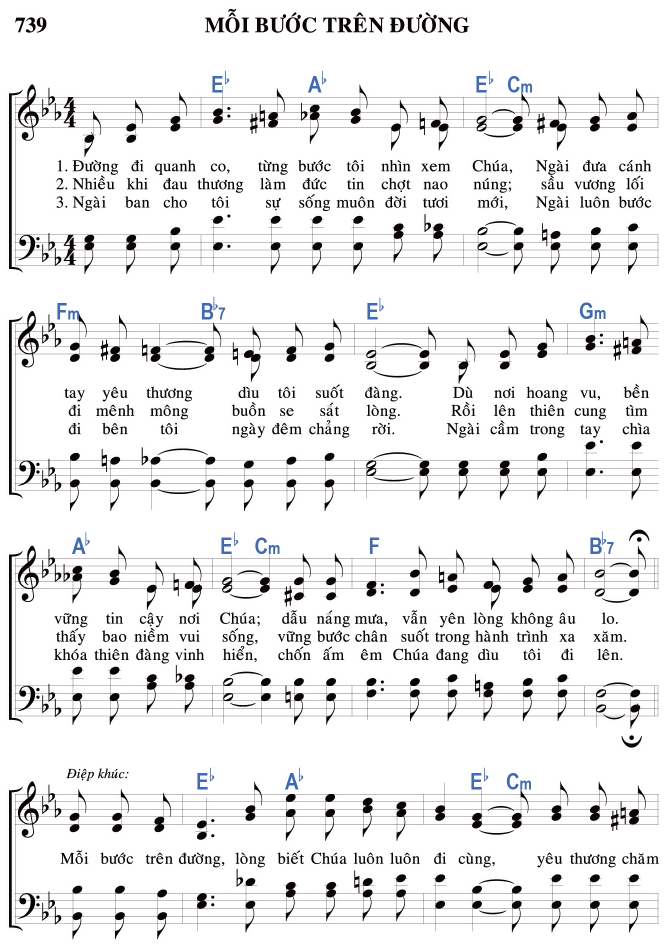 739 MỖI BƯỚC TRÊN ĐƯỜNG
E♭ A♭ E♭ Cm
1. Đường đi quanh co, từng bước tôi nhìn xem Chúa, Ngài đưa cánh
2. Nhiều khi đau thương làm đức tin chợt nao núng; sầu vương lối
3. Ngài ban cho tôi sự sống muôn đời tươi mới, Ngài luôn bước
Fm B♭7 E♭ Gm
tay yêu thương dìu tôi suốt đàng. Dù nơi hoang vu, bền
đi mênh mông buồn se sát lòng. Rồi lên thiên cung tìm
đi bên tôi ngày đêm chẳng rời. Ngài cầm trong tay chìa
A♭ E♭ Cm F B♭7
vững tin cậy nơi Chúa; dẫu nắng mưa, vẫn yên lòng không âu lo.
thấy bao niềm vui sống, vững bước chân suốt trong hành trình xa xăm.
khóa thiên đàng vinh hiển, chốn ấm êm Chúa đang dìu tôi đi lên.
Điệp khúc:
E♭ A♭ E♭ Cm
Mỗi bước trên đường, lòng biết Chúa luôn luôn đi cùng, yêu thương chăm